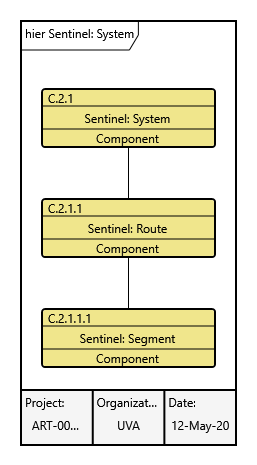 hier Sentinel: System
C.2.1
Sentinel: System
Component
C.2.1.1
Sentinel: Route
Component
C.2.1.1.1
Sentinel: Segment
Component
Project: Organizat... Date:
ART-00... UVA 12-May-20